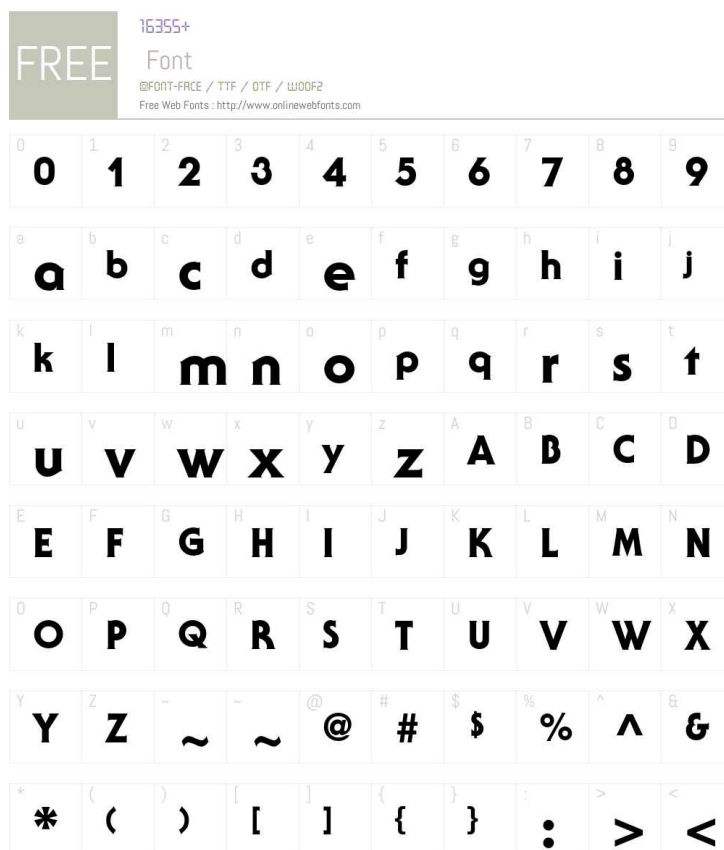 FREE
16355+
Font
@FONT-FACE / TTF / OTF / WOOF2
Free Web Fonts : http://www.onlinewebfonts.com
0 1 2 3 4 5 6 7 8 9
0 1 2 3 4 5 6 7 8 9
a b c d e f g h i j
a b c d e f g h i j
k l m n o p q r s t
k l m n o p q r s t
u v w x y z A B C D
u v w x y z A B C D
E F G H I J K L M N
E F G H I J K L M N
O P Q R S T U V W X
O P Q R S T U V W X
Y Z ~ ~ @ # $ % ^ &
Y Z ~ ~ @ # $ % ^ &
* ( ) [ ] { } : > <
* ( ) [ ] { } : > <